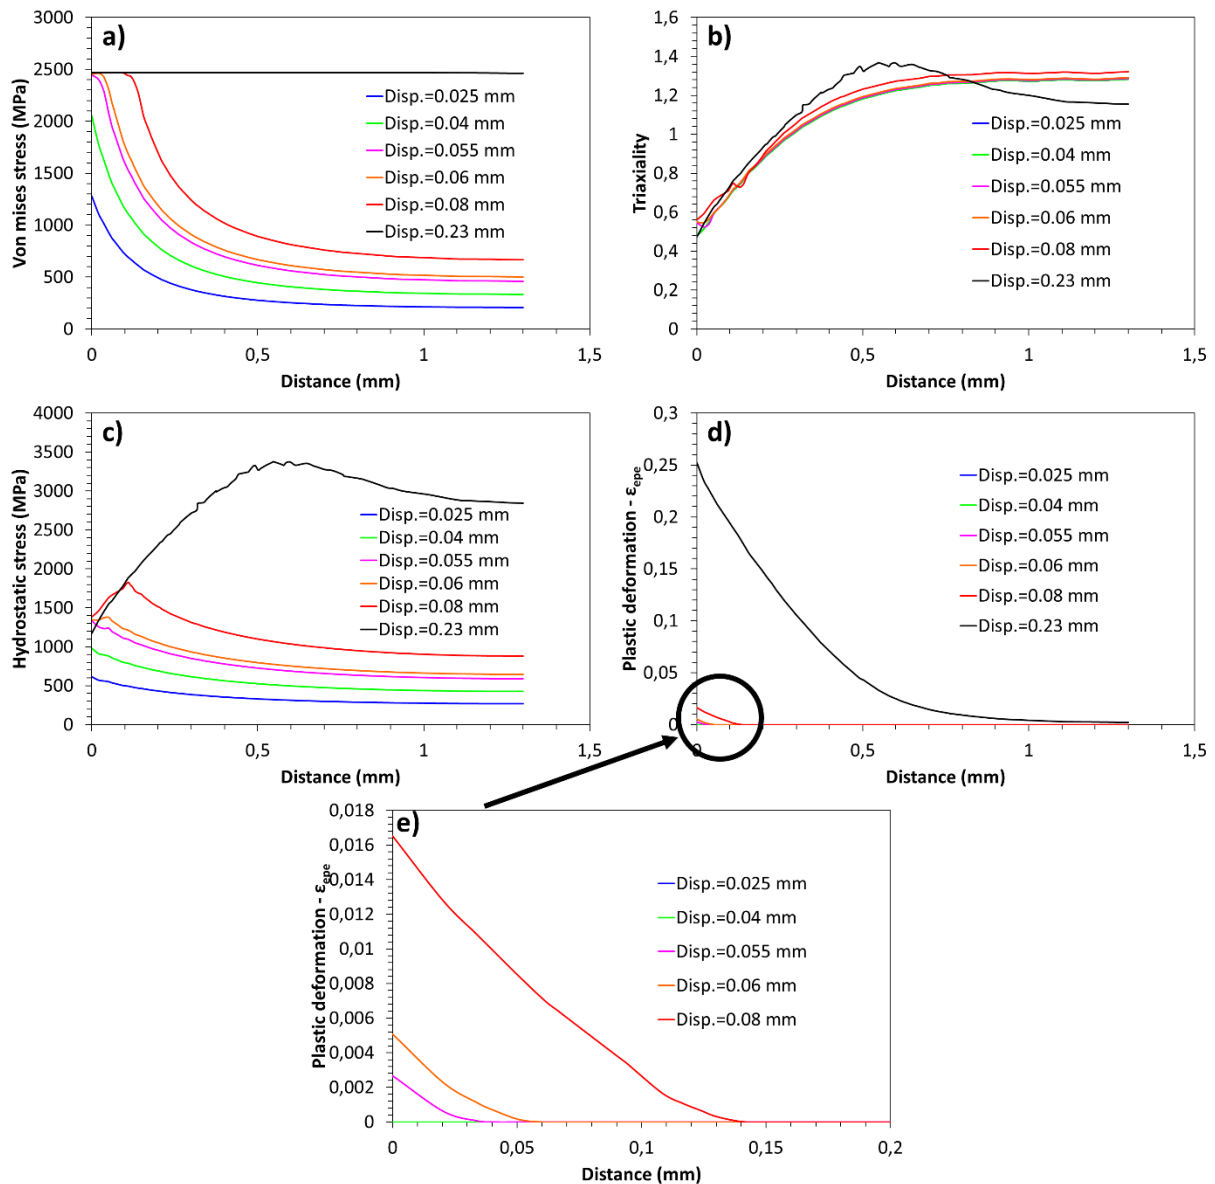 a)
3000
2500
2000
1500
1000
500
0
Von mises stress (MPa)
Disp.=0.025 mm
Disp.=0.04 mm
Disp.=0.055 mm
Disp.=0.06 mm
Disp.=0.08 mm
Disp.=0.23 mm
0 0,5 1 1,5
Distance (mm)
b)
1,6
1,4
1,2
1
0,8
0,6
0,4
0,2
0
Triaxiality
Disp.=0.025 mm
Disp.=0.04 mm
Disp.=0.055 mm
Disp.=0.06 mm
Disp.=0.08 mm
Disp.=0.23 mm
0 0,5 1 1,5
Distance (mm)
c)
4000
3500
3000
2500
2000
1500
1000
500
0
Hydrostatic stress (MPa)
Disp.=0.025 mm
Disp.=0.04 mm
Disp.=0.055 mm
Disp.=0.06 mm
Disp.=0.08 mm
Disp.=0.23 mm
0 0,5 1 1,5
Distance (mm)
d)
0,3
0,25
0,2
0,15
0,1
0,05
0
Plastic deformation - εepe
Disp.=0.025 mm
Disp.=0.04 mm
Disp.=0.055 mm
Disp.=0.06 mm
Disp.=0.08 mm
Disp.=0.23 mm
0 0,5 1 1,5
Distance (mm)
e)
0,018
0,016
0,014
0,012
0,01
0,008
0,006
0,004
0,002
0
Plastic deformation - εepe
Disp.=0.025 mm
Disp.=0.04 mm
Disp.=0.055 mm
Disp.=0.06 mm
Disp.=0.08 mm
0 0,05 0,1 0,15 0,2
Distance (mm)